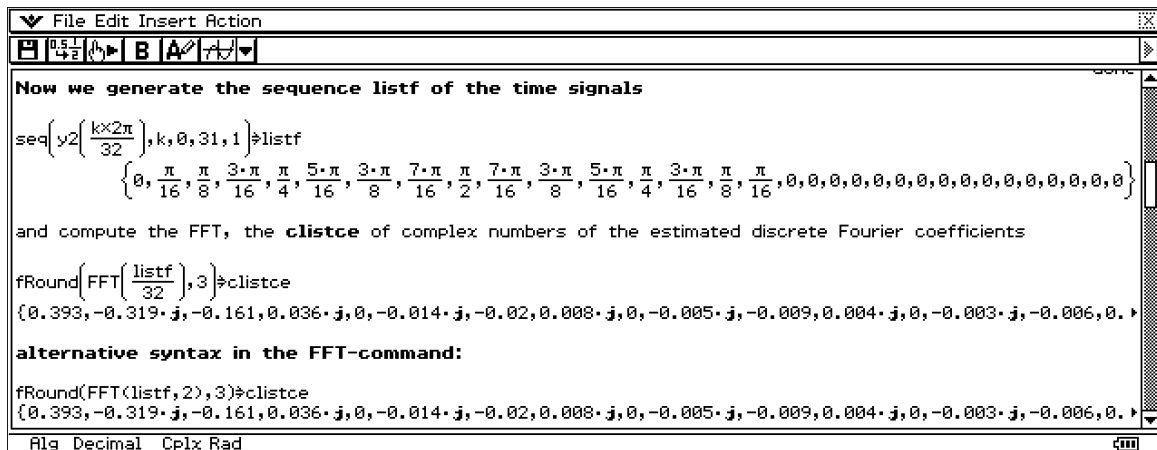 File Edit Insert Action
0.5 1/2 B A
done
Now we generate the sequence listf of the time signals
seq(y2(k×2π/32),k,0,31,1)⇒listf
{0,π/16,π/8,3·π/16,π/4,5·π/16,3·π/8,7·π/16,π/2,7·π/16,3·π/8,5·π/16,π/4,3·π/16,π/8,π/16,0,0,0,0,0,0,0,0,0,0,0,0,0,0,0,0}
and compute the FFT, the clistce of complex numbers of the estimated discrete Fourier coefficients
fRound(FFT(listf/32),3)⇒clistce
{0.393,-0.319·j,-0.161,0.036·j,0,-0.014·j,-0.02,0.008·j,0,-0.005·j,-0.009,0.004·j,0,-0.003·j,-0.006,0.
alternative syntax in the FFT-command:
fRound(FFT(listf,2),3)⇒clistce
{0.393,-0.319·j,-0.161,0.036·j,0,-0.014·j,-0.02,0.008·j,0,-0.005·j,-0.009,0.004·j,0,-0.003·j,-0.006,0.
Alg Decimal Cplx Rad